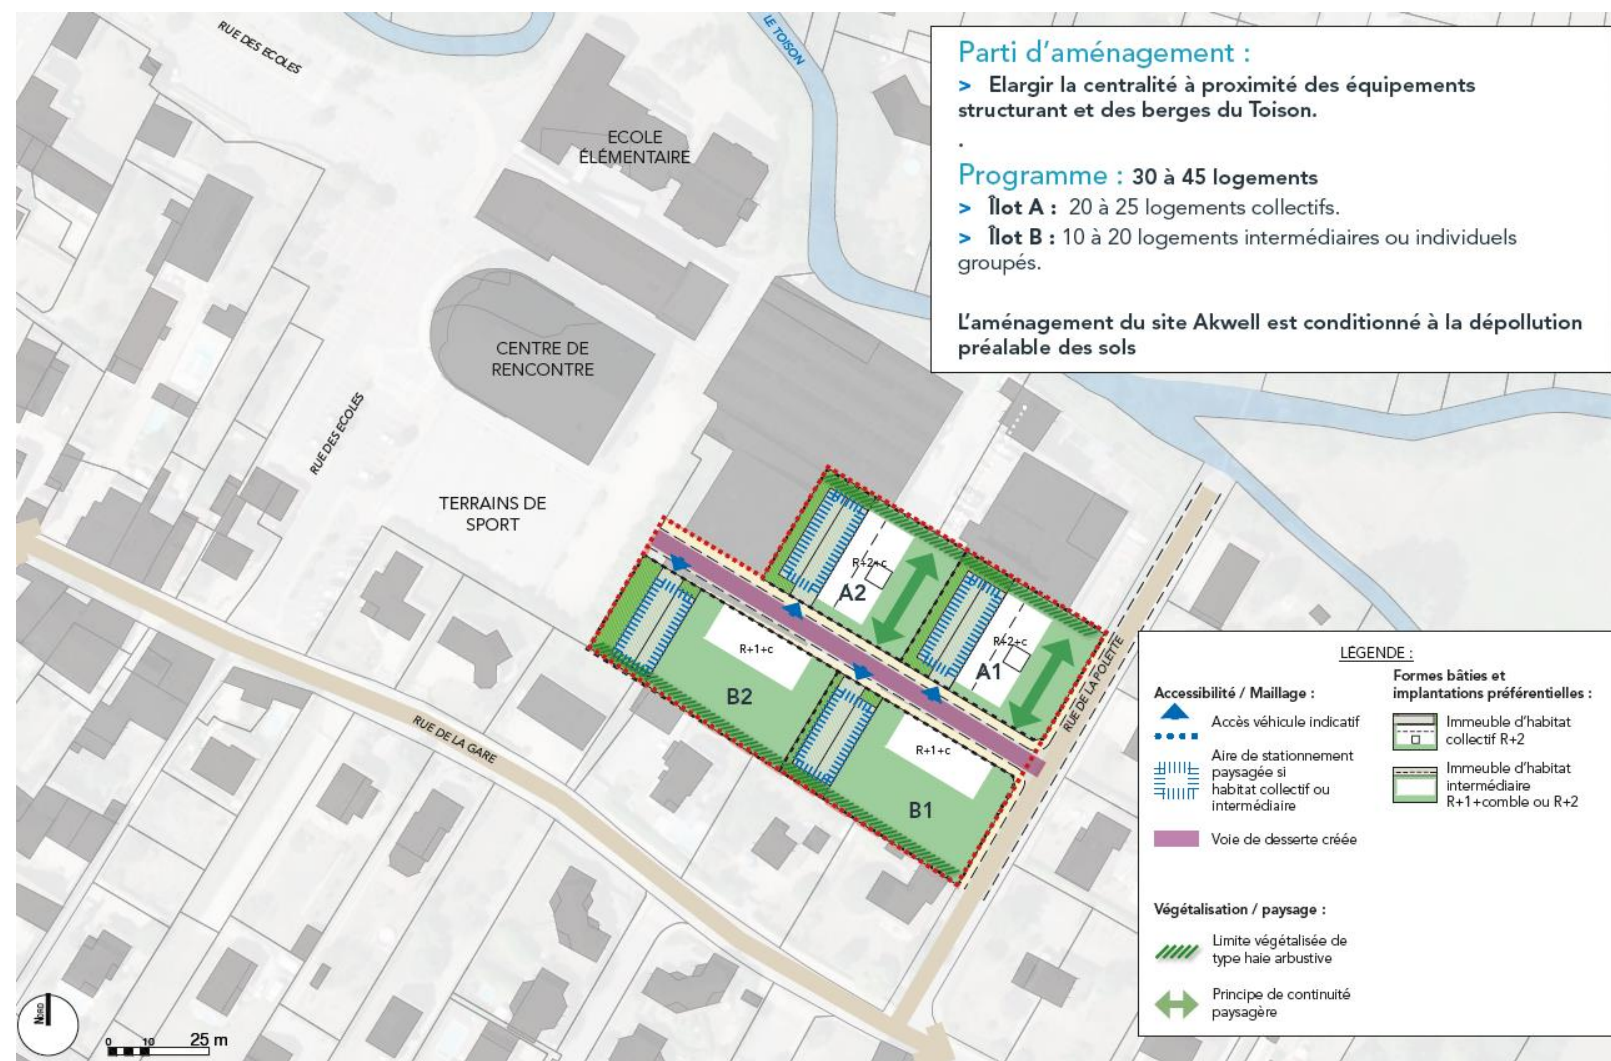 RUE DES ECOLES
LE TOISON
Parti d'aménagement :
> Elargir la centralité à proximité des équipements
structurant et des berges du Toison.
.
Programme : 30 à 45 logements
> Îlot A : 20 à 25 logements collectifs.
> Îlot B : 10 à 20 logements intermédiaires ou individuels
groupés.
L'aménagement du site Akwell est conditionné à la dépollution
préalable des sols
ECOLE
ÉLÉMENTAIRE
CENTRE DE
RENCONTRE
RUE DES ECOLES
TERRAINS DE
SPORT
R+2+c
A2
R+2+c
A1
R+1+c
B2
R+1+c
B1
RUE DE LA POLETTE
RUE DE LA GARE
LÉGENDE :
Accessibilité / Maillage :
Accès véhicule indicatif
Aire de stationnement
paysagée si
habitat collectif ou
intermédiaire
Voie de desserte créée
Formes bâties et
implantations préférentielles :
Immeuble d'habitat
collectif R+2
Immeuble d'habitat
intermédiaire
R+1+comble ou R+2
Végétalisation / paysage :
Limite végétalisée de
type haie arbustive
Principe de continuité
paysagère
NORD
0 10 25 m